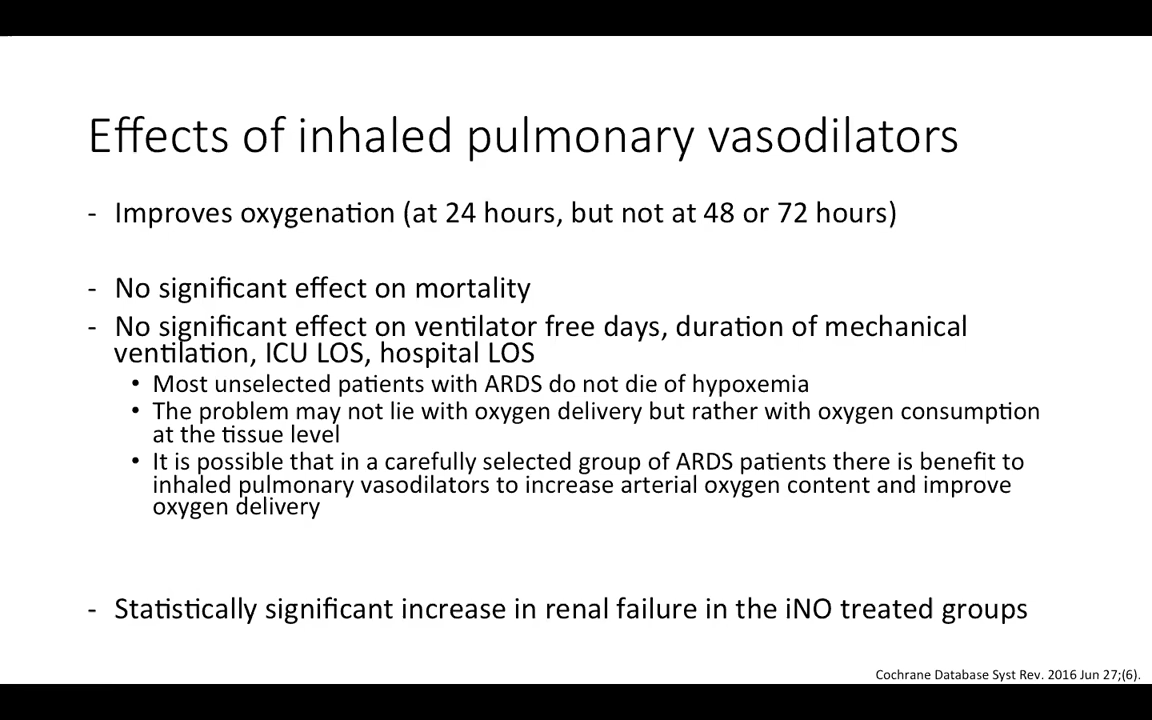 Effects of inhaled pulmonary vasodilators
- Improves oxygenation (at 24 hours, but not at 48 or 72 hours)
- No significant effect on mortality
- No significant effect on ventilator free days, duration of mechanical
ventilation, ICU LOS, hospital LOS
• Most unselected patients with ARDS do not die of hypoxemia
• The problem may not lie with oxygen delivery but rather with oxygen consumption
at the tissue level
• It is possible that in a carefully selected group of ARDS patients there is benefit to
inhaled pulmonary vasodilators to increase arterial oxygen content and improve
oxygen delivery
- Statistically significant increase in renal failure in the iNO treated groups
Cochrane Database Syst Rev. 2016 Jun 27;(6).